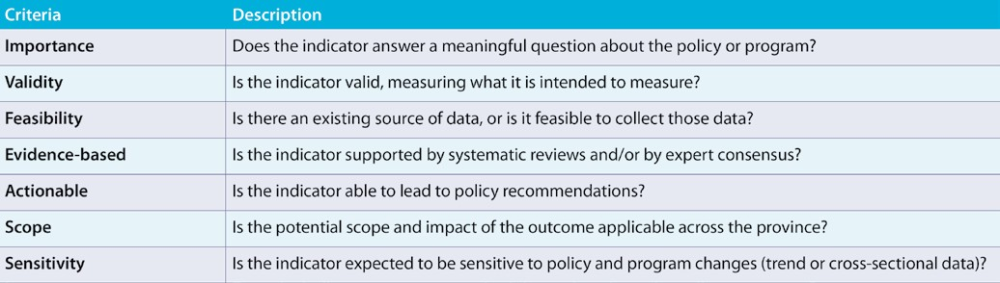 Criteria Description
Importance Does the indicator answer a meaningful question about the policy or program?
Validity Is the indicator valid, measuring what it is intended to measure?
Feasibility Is there an existing source of data, or is it feasible to collect those data?
Evidence-based Is the indicator supported by systematic reviews and/or by expert consensus?
Actionable Is the indicator able to lead to policy recommendations?
Scope Is the potential scope and impact of the outcome applicable across the province?
Sensitivity Is the indicator expected to be sensitive to policy and program changes (trend or cross-sectional data)?